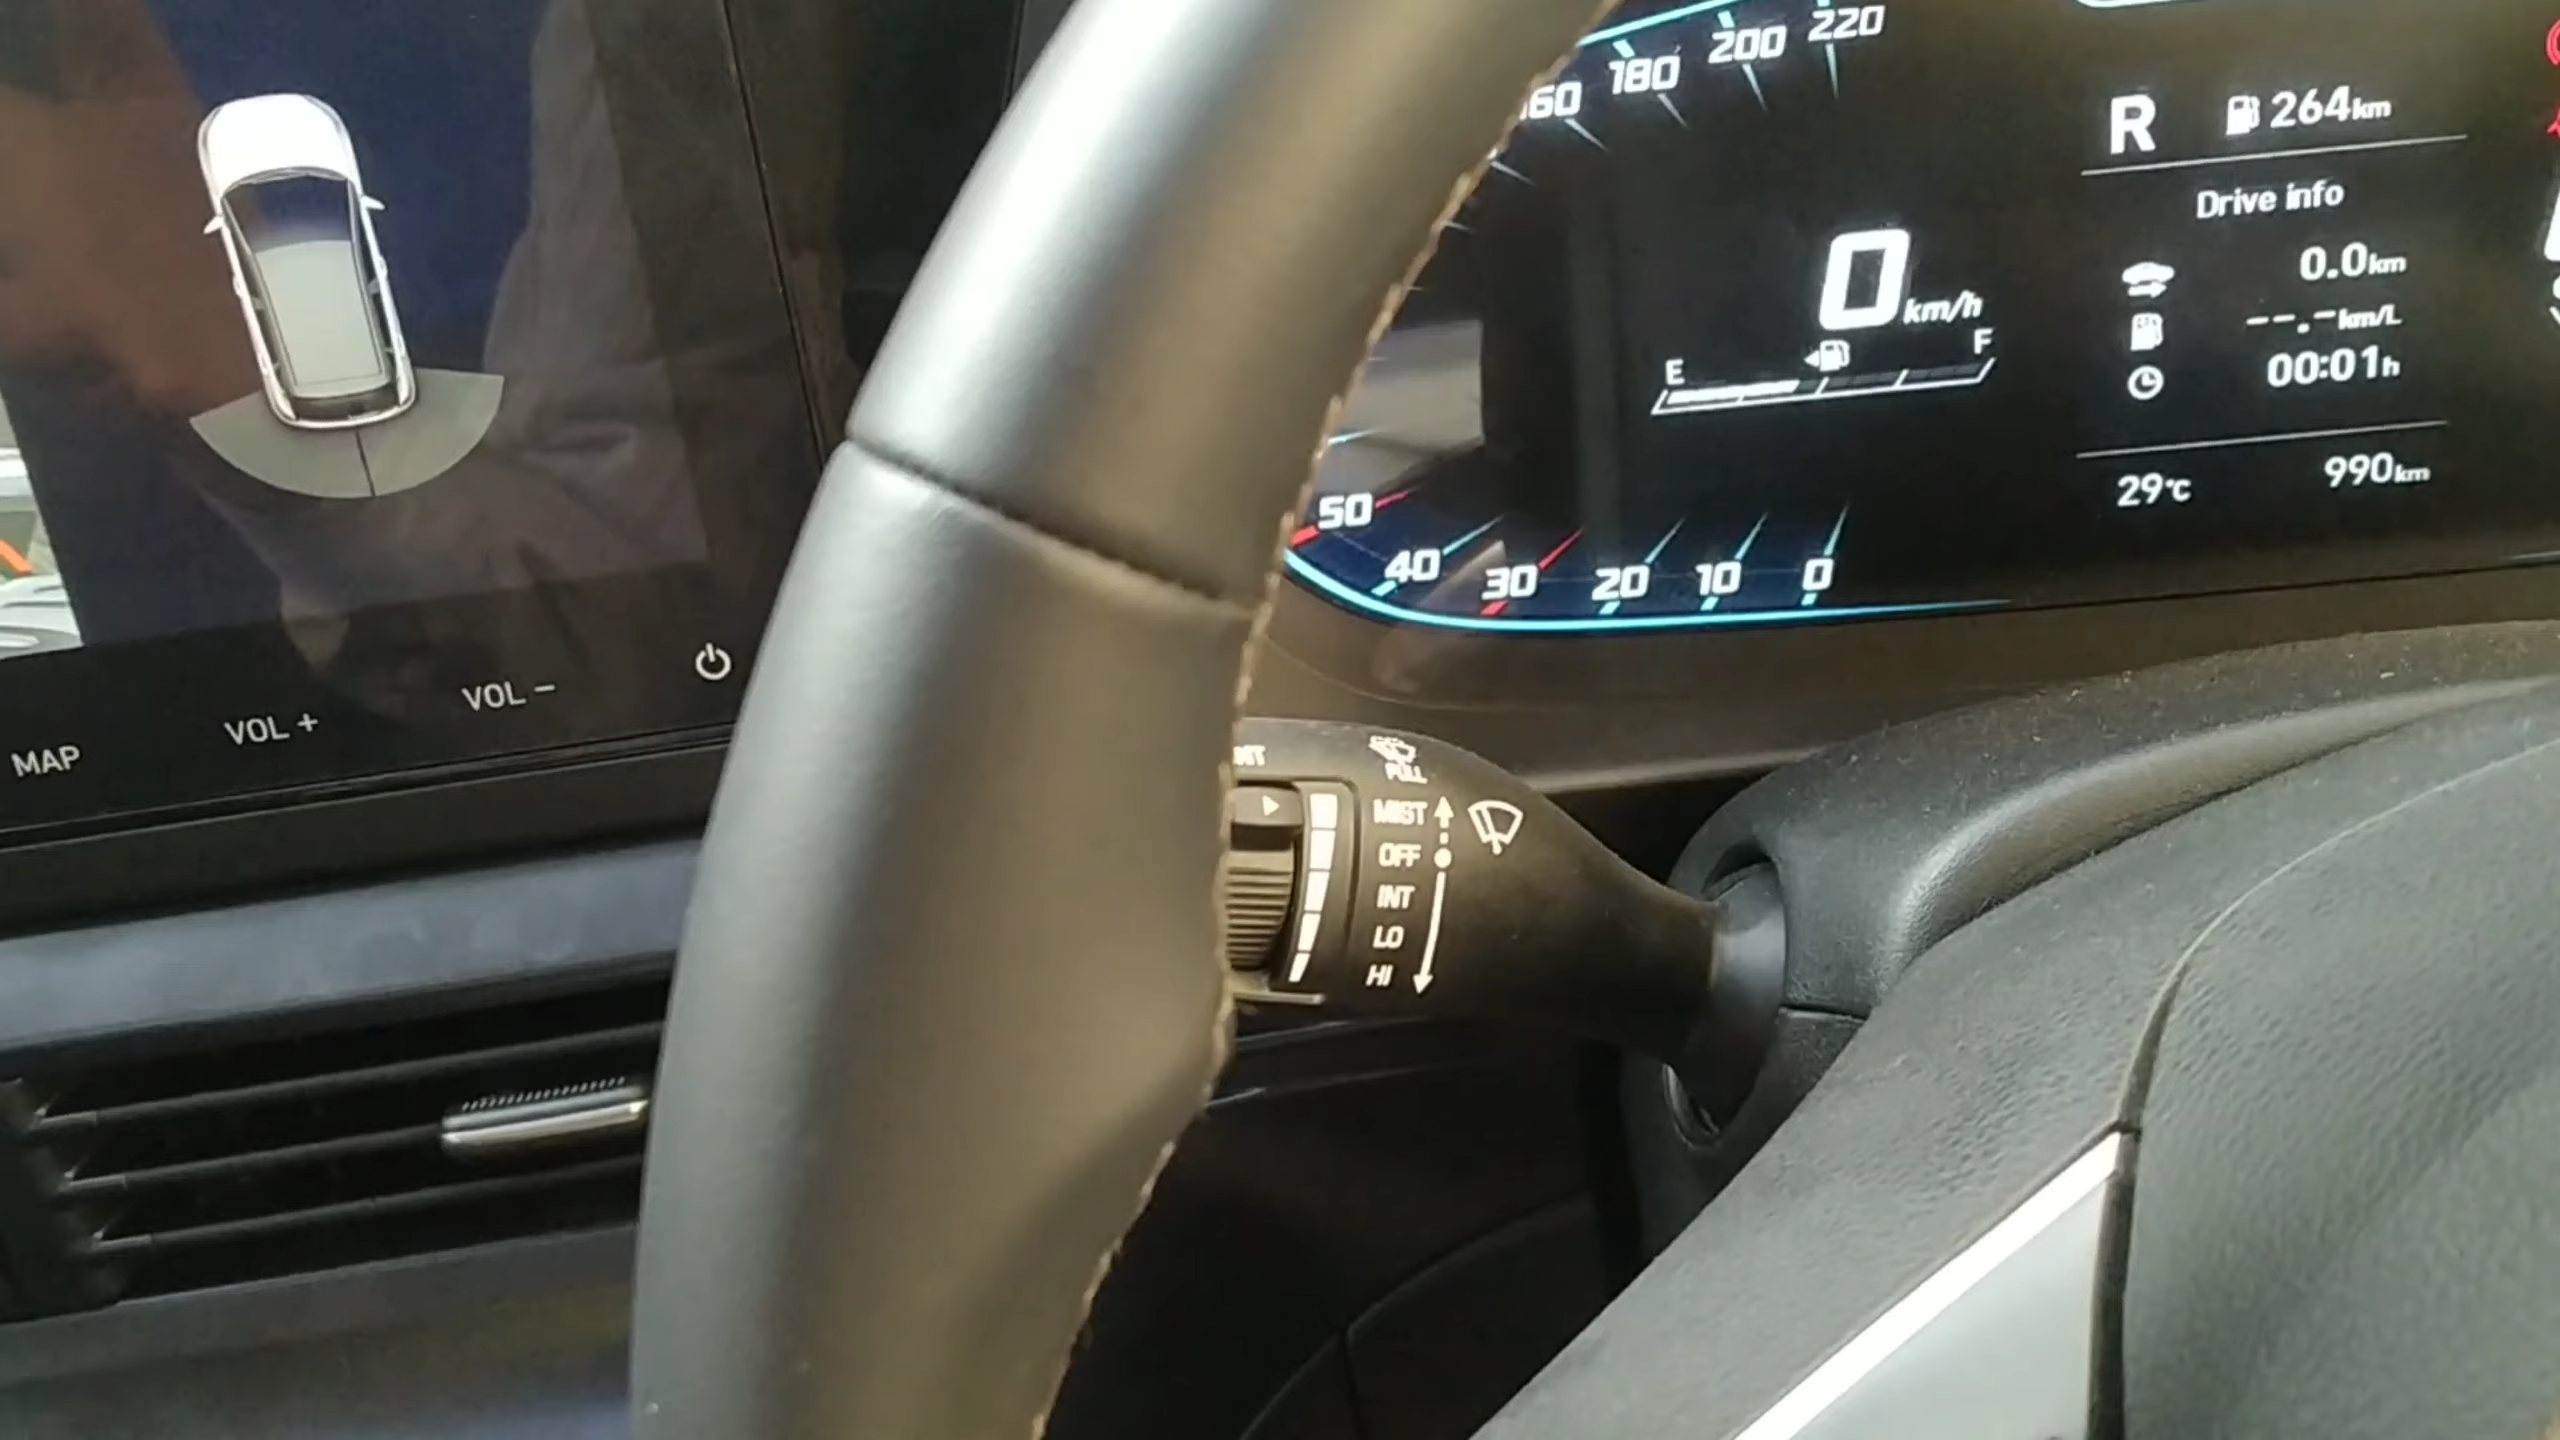 MAP
VOL +
VOL −
160
180
200
220
0 km/h
E
F
50
40
30
20
10
0
R
264km
Drive info
0.0km
--.-km/L
00:01h
29°C
990km
PULL
MIST
OFF
INT
LO
HI